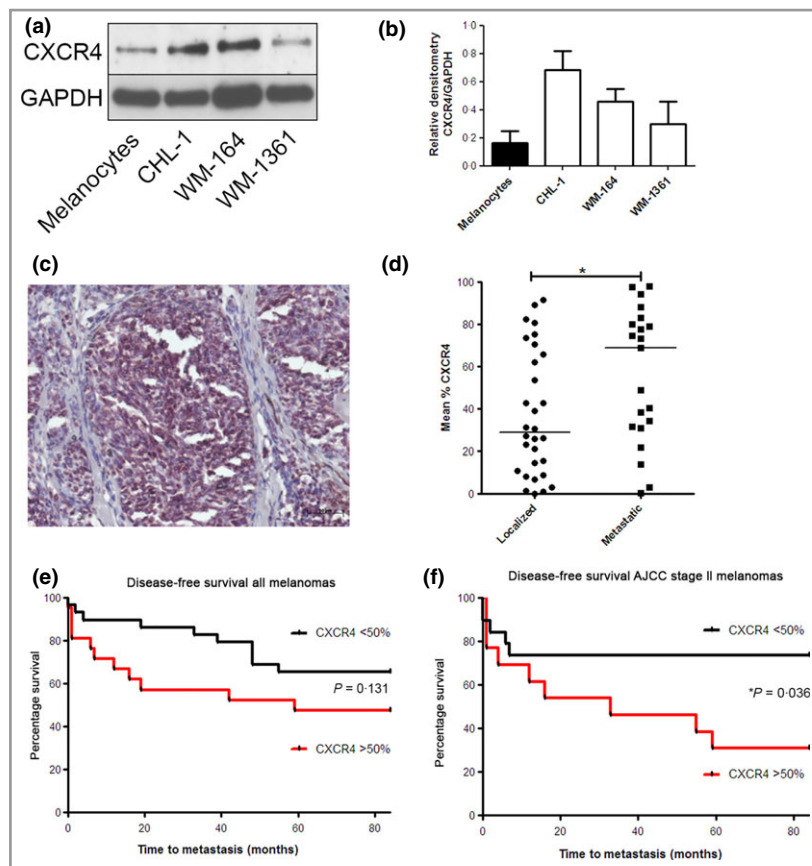 (a)
CXCR4
GAPDH
Melanocytes
CHL-1
WM-164
WM-1361
(b)
Relative densitometry
CXCR4/GAPDH
1·0
0·8
0·6
0·4
0·2
0·0
Melanocytes
CHL-1
WM-164
WM-1361
(c)
(d)
*
Mean % CXCR4
100
80
60
40
20
0
Localized
Metastatic
(e)
Disease-free survival all melanomas
Percentage survival
100
80
60
40
20
0
CXCR4 <50%
P = 0·131
CXCR4 >50%
0
20
40
60
80
Time to metastasis (months)
(f)
Disease-free survival AJCC stage II melanomas
Percentage survival
100
80
60
40
20
0
CXCR4 <50%
*P = 0·036
CXCR4 >50%
0
20
40
60
80
Time to metastasis (months)